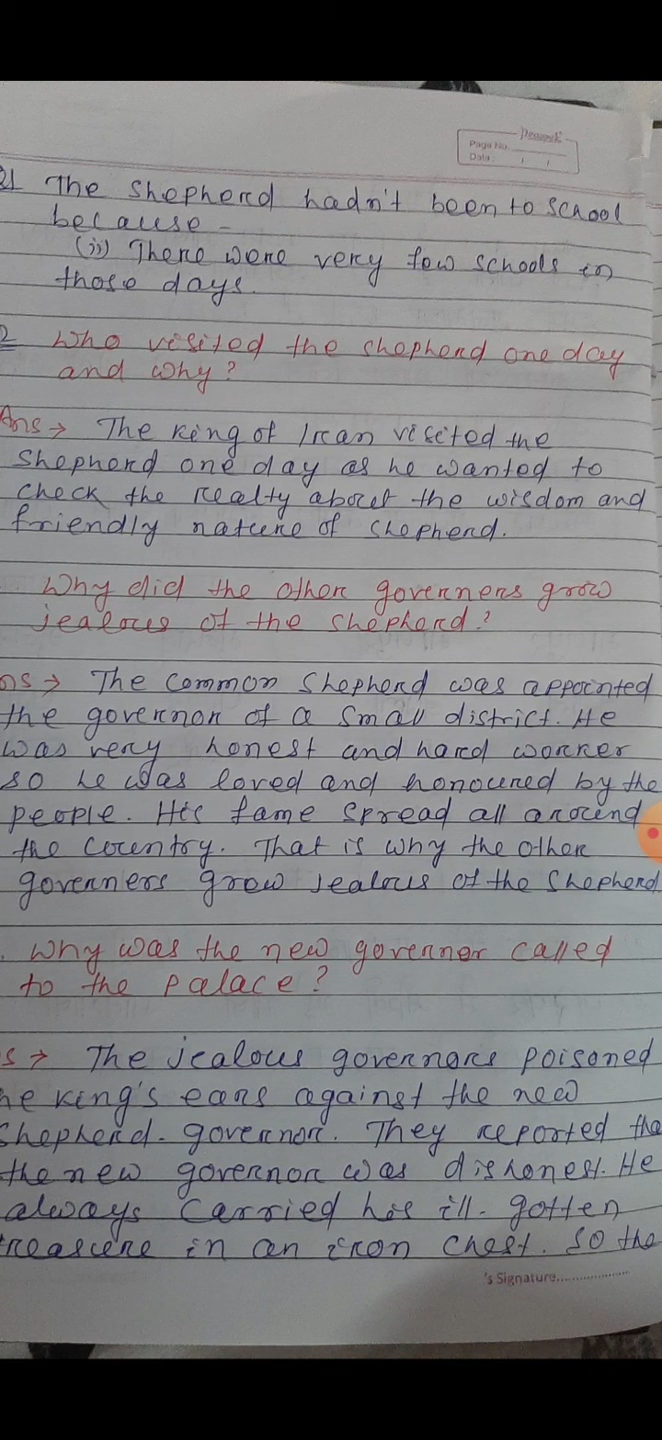 Peacock
Page No.
Date: / /
Q1 The Shepherd hadn't been to School
because -
(ii) There were very few schools in
those days.
2 Who visited the shepherd one day
and why?
Ans → The King of Iran visited the
Shepherd one day as he wanted to
check the realty about the wisdom and
friendly nature of Shepherd.
Why did the other governers grow
jealous of the Shepherd?
ns → The common Shepherd was appointed
the governor of a small district. He
was very honest and hard worker
so he was loved and honoured by the
people. His fame spread all around
the country. That is why the other
governers grow jealous of the Shepherd
. Why was the new governor called
to the palace?
s → The jealous governors poisoned
he king's ears against the new
Shepherd-governor. They reported tha
the new governor was dishonest. He
always carried his ill-gotten
treasure in an iron chest. So the
's Signature....................